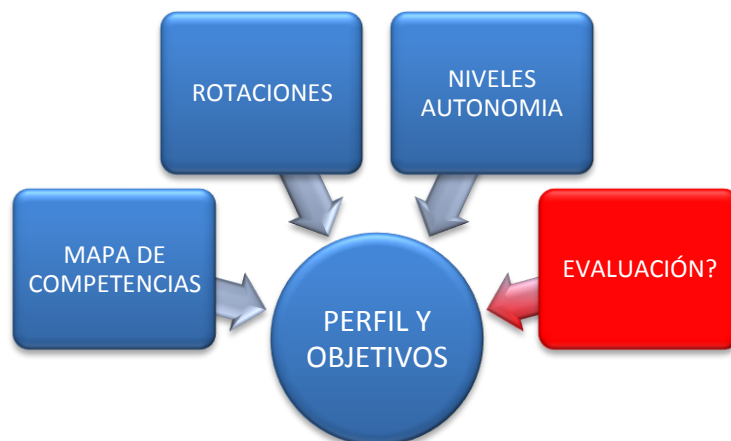 ROTACIONES
NIVELES
AUTONOMIA
MAPA DE
COMPETENCIAS
EVALUACIÓN?
PERFIL Y
OBJETIVOS